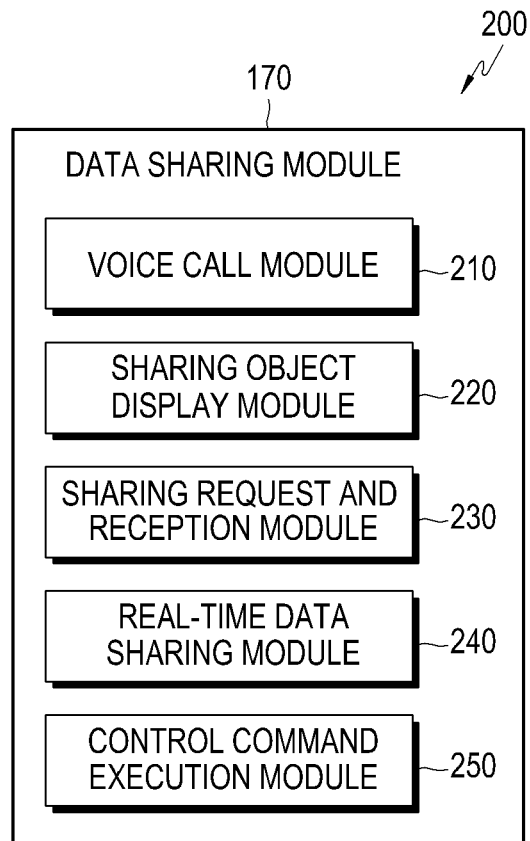 200
170
DATA SHARING MODULE
VOICE CALL MODULE
210
SHARING OBJECT
DISPLAY MODULE
220
SHARING REQUEST AND
RECEPTION MODULE
230
REAL-TIME DATA
SHARING MODULE
240
CONTROL COMMAND
EXECUTION MODULE
250